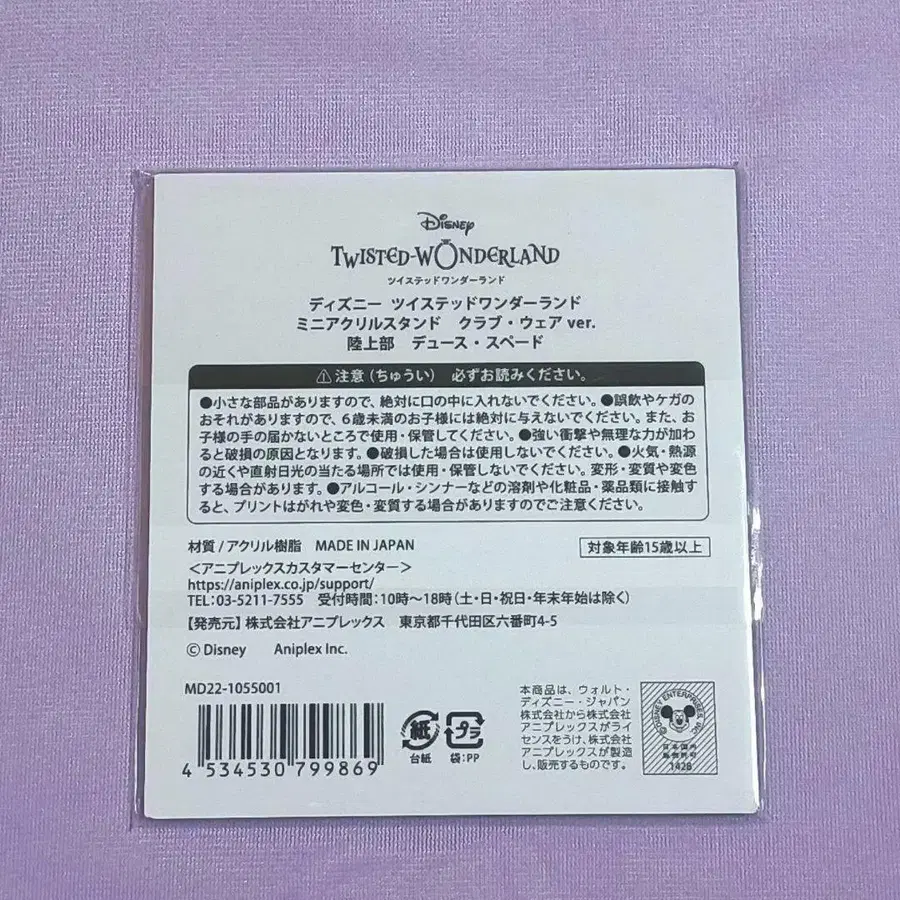 Disney
TWISTED-WONDERLAND
ツイステッドワンダーランド
ディズニー ツイステッドワンダーランド
ミニアクリルスタンド クラブ・ウェア ver.
陸上部 デュース・スペード
⚠注意(ちゅうい) 必ずお読みください。
●小さな部品がありますので、絶対に口の中に入れないでください。●誤飲やケガの
おそれがありますので、6歳未満のお子様には絶対に与えないでください。また、お
子様の手の届かないところで使用・保管してください。●強い衝撃や無理な力が加わ
ると破損の原因となります。●破損した場合は使用しないでください。●火気・熱源
の近くや直射日光の当たる場所では使用・保管しないでください。変形・変質や変色
する場合があります。●アルコール・シンナーなどの溶剤や化粧品・薬品類に接触す
ると、プリントはがれや変色・変質する場合がありますのでご注意ください。
材質/アクリル樹脂 MADE IN JAPAN
対象年齢15歳以上
<アニプレックスカスタマーセンター>
https://aniplex.co.jp/support/
TEL:03-5211-7555 受付時間:10時~18時(土・日・祝日・年末年始は除く)
【発売元】株式会社アニプレックス 東京都千代田区六番町4-5
© Disney Aniplex Inc.
MD22-1055001
4 534530 799869
紙
台紙
プラ
袋:PP
本商品は、ウォルト・
ディズニー・ジャパン
株式会社から株式会社
アニプレックスがライ
センスをうけ、株式会社
アニプレックスが製造
し、販売するものです。
©DISNEY ENTERPRISES, INC.
日本国内
販売許可
1428